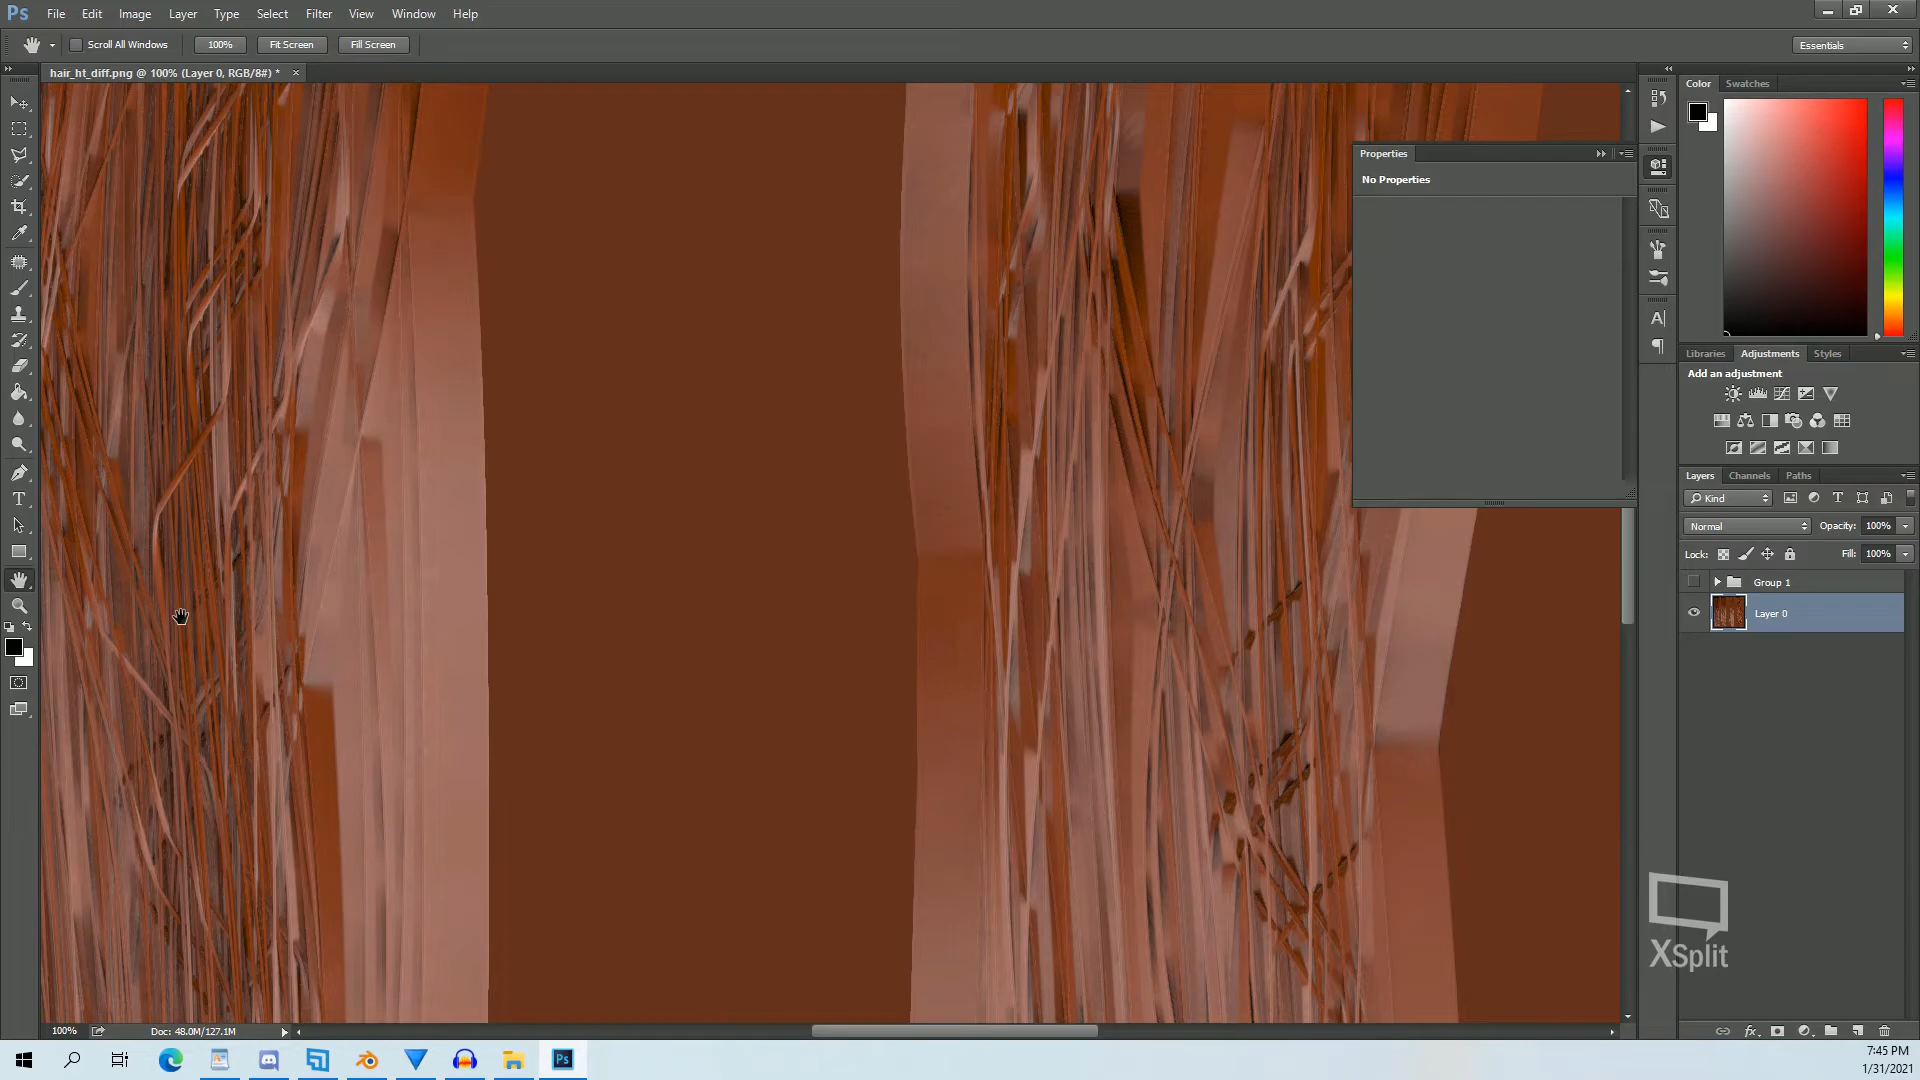 Ps File Edit Image Layer Type Select Filter View Window Help
Scroll All Windows 100% Fit Screen Fill Screen Essentials
hair_ht_diff.png @ 100% (Layer 0, RGB/8#) *
Color Swatches
Properties
No Properties
Libraries Adjustments Styles
Add an adjustment
Layers Channels Paths
Kind
Normal Opacity: 100%
Lock: Fill: 100%
Group 1
Layer 0
XSplit
100% Doc: 48.0M/127.1M
Ps
7:45 PM
1/31/2021